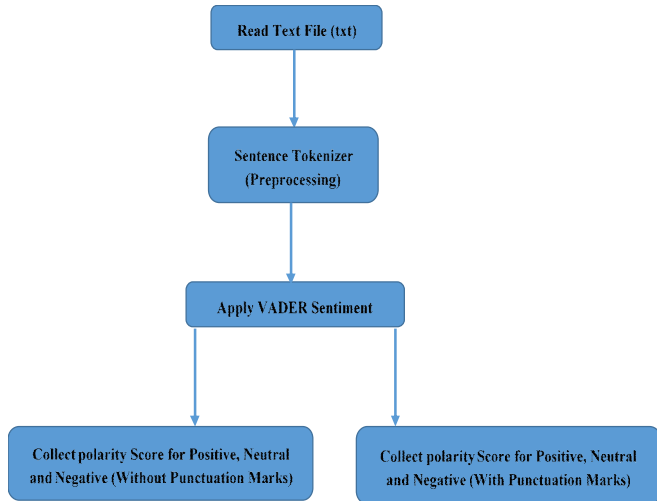 Read Text File (txt)
Sentence Tokenizer
(Preprocessing)
Apply VADER Sentiment
Collect polarity Score for Positive, Neutral
and Negative (Without Punctuation Marks)
Collect polarity Score for Positive, Neutral
and Negative (With Punctuation Marks)